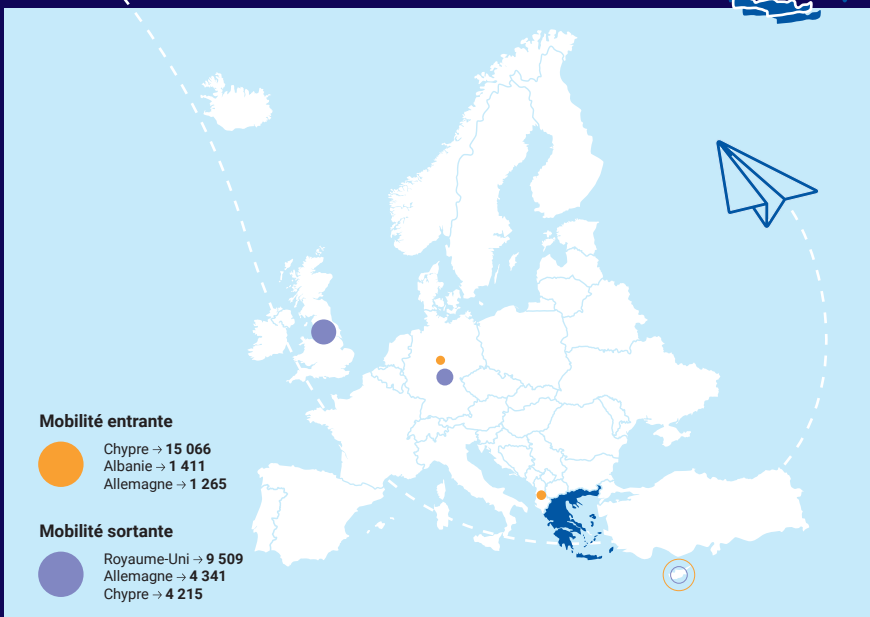 Mobilité entrante
Chypre → 15 066
Albanie → 1 411
Allemagne → 1 265
Mobilité sortante
Royaume-Uni → 9 509
Allemagne → 4 341
Chypre → 4 215